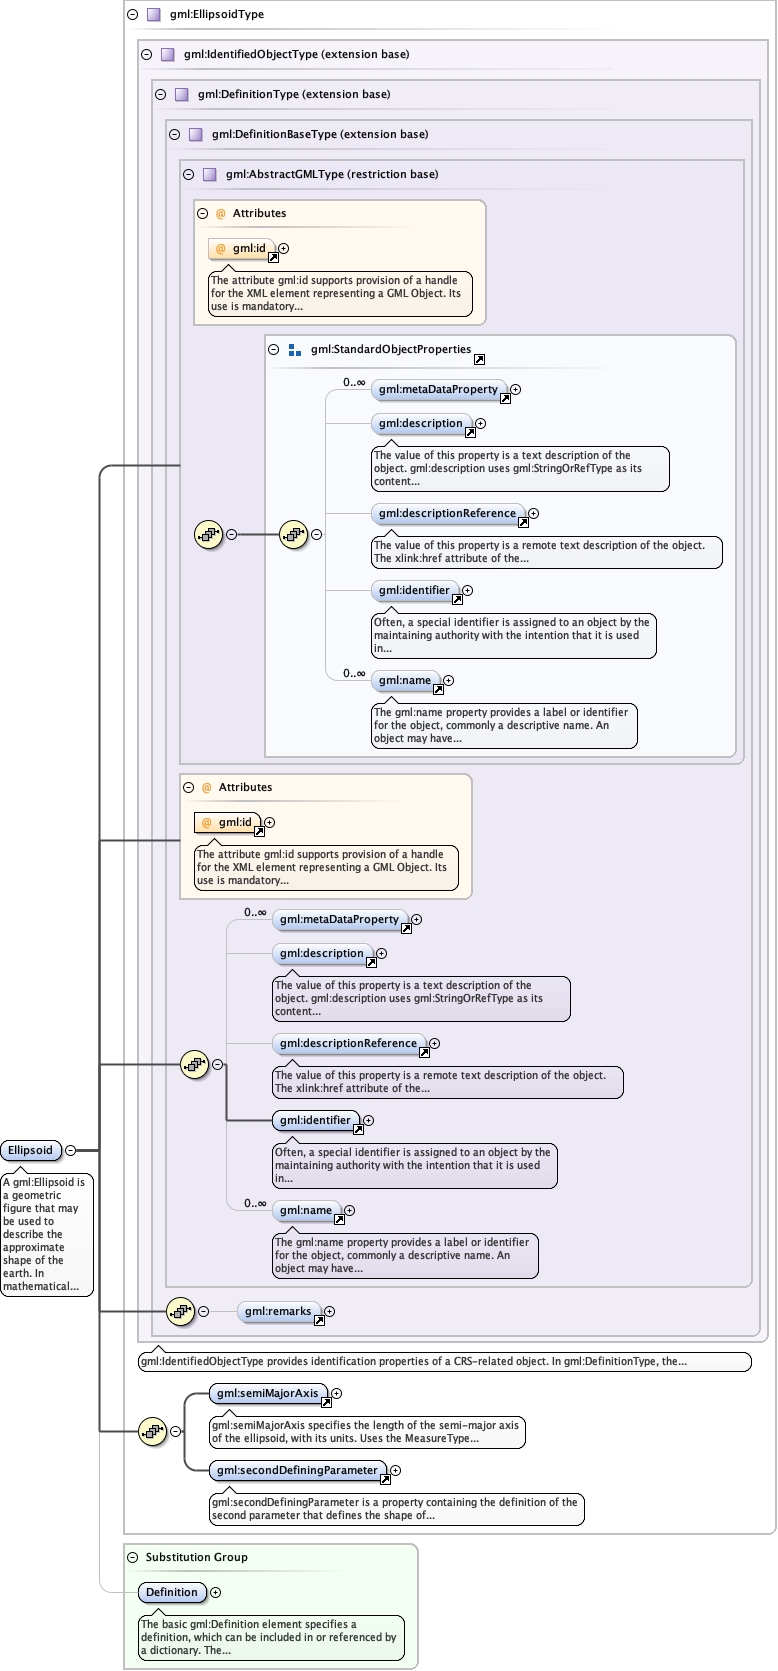 gml:EllipsoidType
gml:IdentifiedObjectType (extension base)
gml:DefinitionType (extension base)
gml:DefinitionBaseType (extension base)
gml:AbstractGMLType (restriction base)
@ Attributes
@ gml:id
The attribute gml:id supports provision of a handle
for the XML element representing a GML Object. Its
use is mandatory...
gml:StandardObjectProperties
0..∞
gml:metaDataProperty
gml:description
The value of this property is a text description of the
object. gml:description uses gml:StringOrRefType as its
content...
gml:descriptionReference
The value of this property is a remote text description of the object.
The xlink:href attribute of the...
gml:identifier
Often, a special identifier is assigned to an object by the
maintaining authority with the intention that it is used
in...
0..∞
gml:name
The gml:name property provides a label or identifier
for the object, commonly a descriptive name. An
object may have...
@ Attributes
@ gml:id
The attribute gml:id supports provision of a handle
for the XML element representing a GML Object. Its
use is mandatory...
0..∞
gml:metaDataProperty
gml:description
The value of this property is a text description of the
object. gml:description uses gml:StringOrRefType as its
content...
gml:descriptionReference
The value of this property is a remote text description of the object.
The xlink:href attribute of the...
gml:identifier
Often, a special identifier is assigned to an object by the
maintaining authority with the intention that it is used
in...
0..∞
gml:name
The gml:name property provides a label or identifier
for the object, commonly a descriptive name. An
object may have...
Ellipsoid
A gml:Ellipsoid is
a geometric
figure that may
be used to
describe the
approximate
shape of the
earth. In
mathematical...
gml:remarks
gml:IdentifiedObjectType provides identification properties of a CRS-related object. In gml:DefinitionType, the...
gml:semiMajorAxis
gml:semiMajorAxis specifies the length of the semi-major axis
of the ellipsoid, with its units. Uses the MeasureType...
gml:secondDefiningParameter
gml:secondDefiningParameter is a property containing the definition of the
second parameter that defines the shape of...
Substitution Group
Definition
The basic gml:Definition element specifies a
definition, which can be included in or referenced by
a dictionary. The...